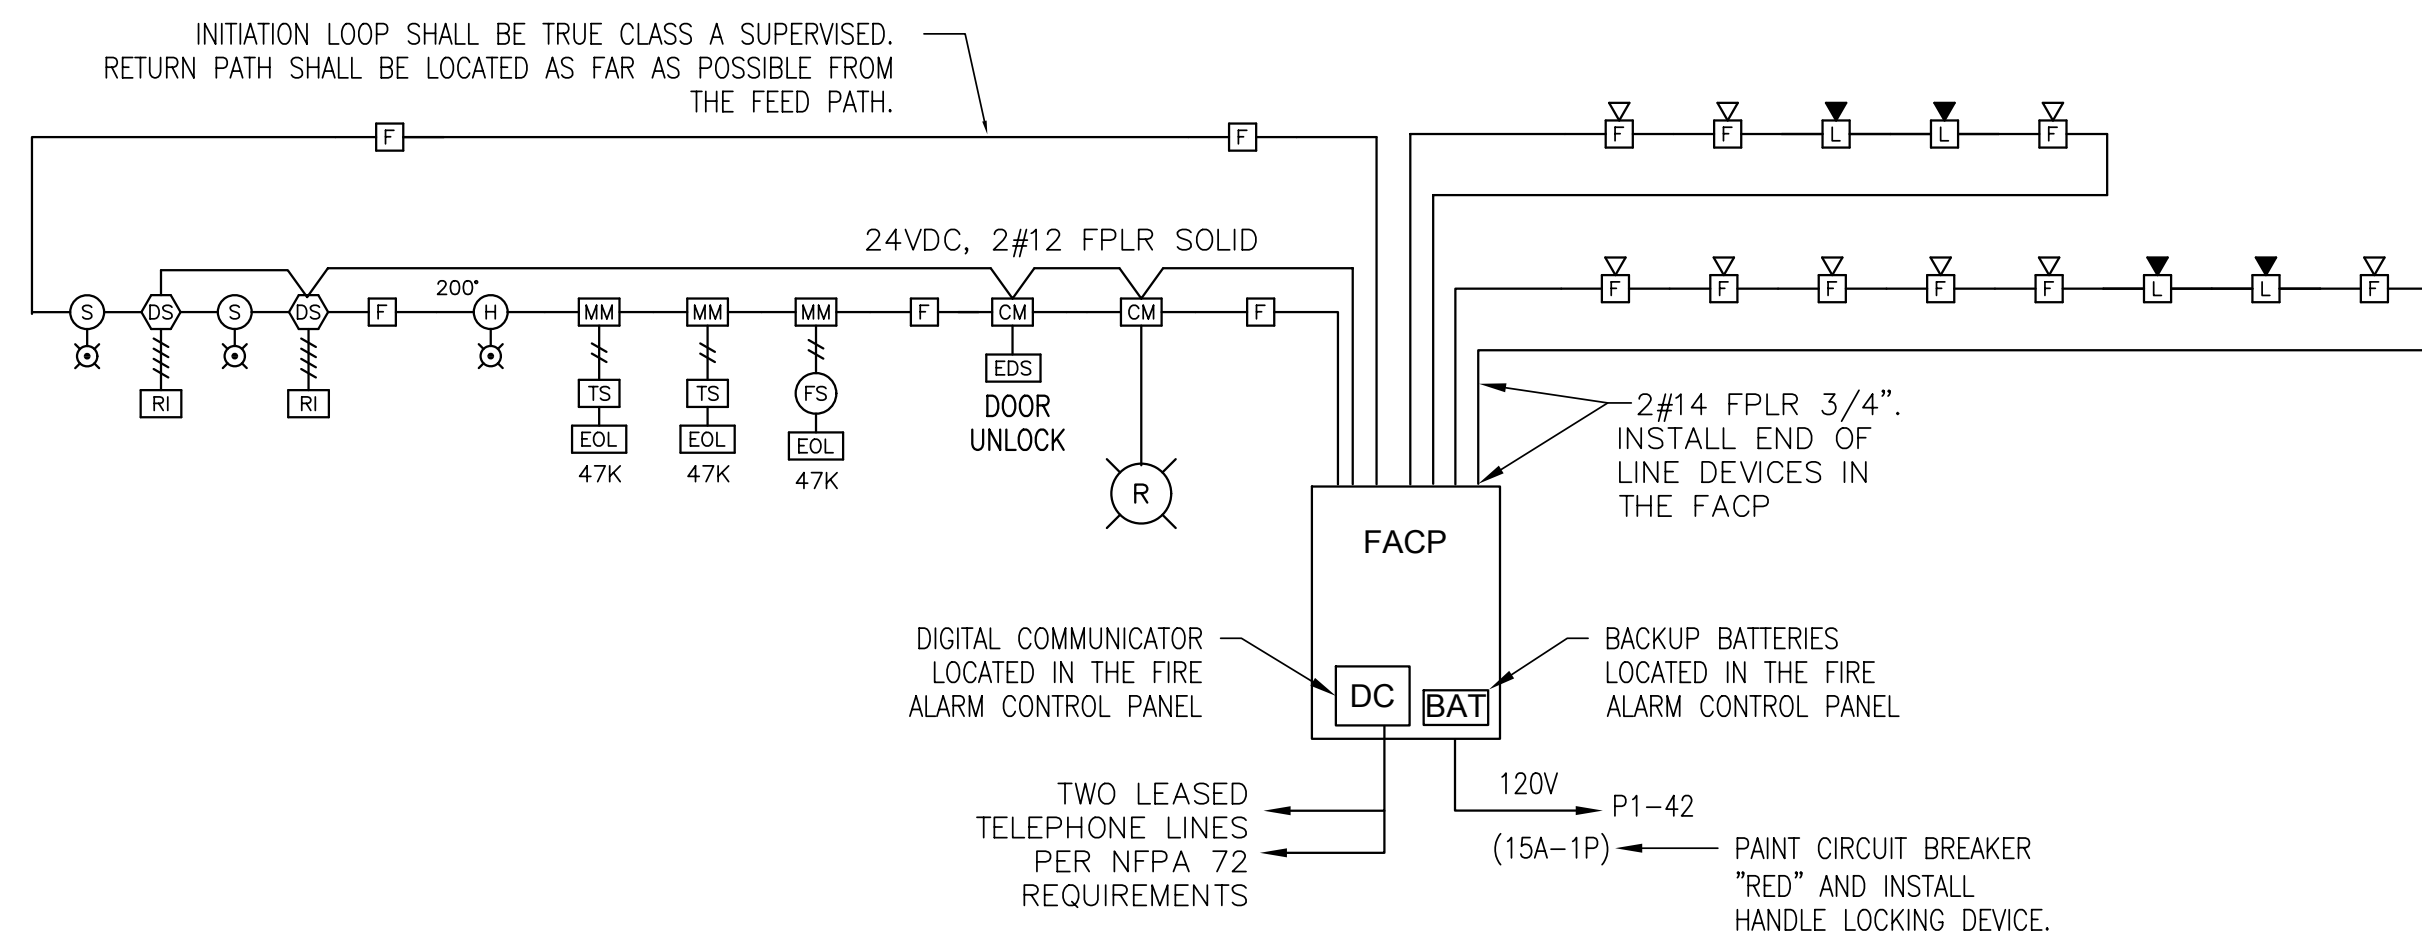 INITIATION LOOP SHALL BE TRUE CLASS A SUPERVISED.
RETURN PATH SHALL BE LOCATED AS FAR AS POSSIBLE FROM
THE FEED PATH.
F F
F F L L F
24VDC, 2#12 FPLR SOLID
F F F F F L L F
200°
S DS S DS F H MM MM MM F CM CM F
RI RI
TS TS FS
EOL EOL EOL
47K 47K 47K
EDS
DOOR
UNLOCK
R
2#14 FPLR 3/4”.
INSTALL END OF
LINE DEVICES IN
THE FACP
FACP
DIGITAL COMMUNICATOR
LOCATED IN THE FIRE
ALARM CONTROL PANEL
DC
BAT
BACKUP BATTERIES
LOCATED IN THE FIRE
ALARM CONTROL PANEL
TWO LEASED
TELEPHONE LINES
PER NFPA 72
REQUIREMENTS
120V
P1-42
(15A-1P)
PAINT CIRCUIT BREAKER
”RED” AND INSTALL
HANDLE LOCKING DEVICE.